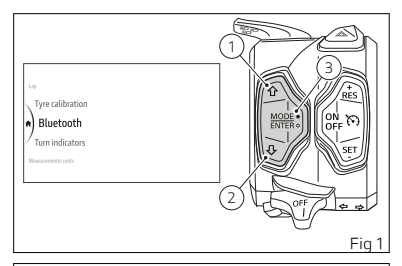 Lap
Tyre calibration
Bluetooth
Turn indicators
Measurements units
1
2
3
MODE
ENTER
+
RES
ON
OFF
SET
-
OFF
Fig 1